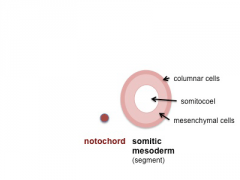 columnar cells
somitocoel
mesenchymal cells
notochord somitic
mesoderm
(segment)